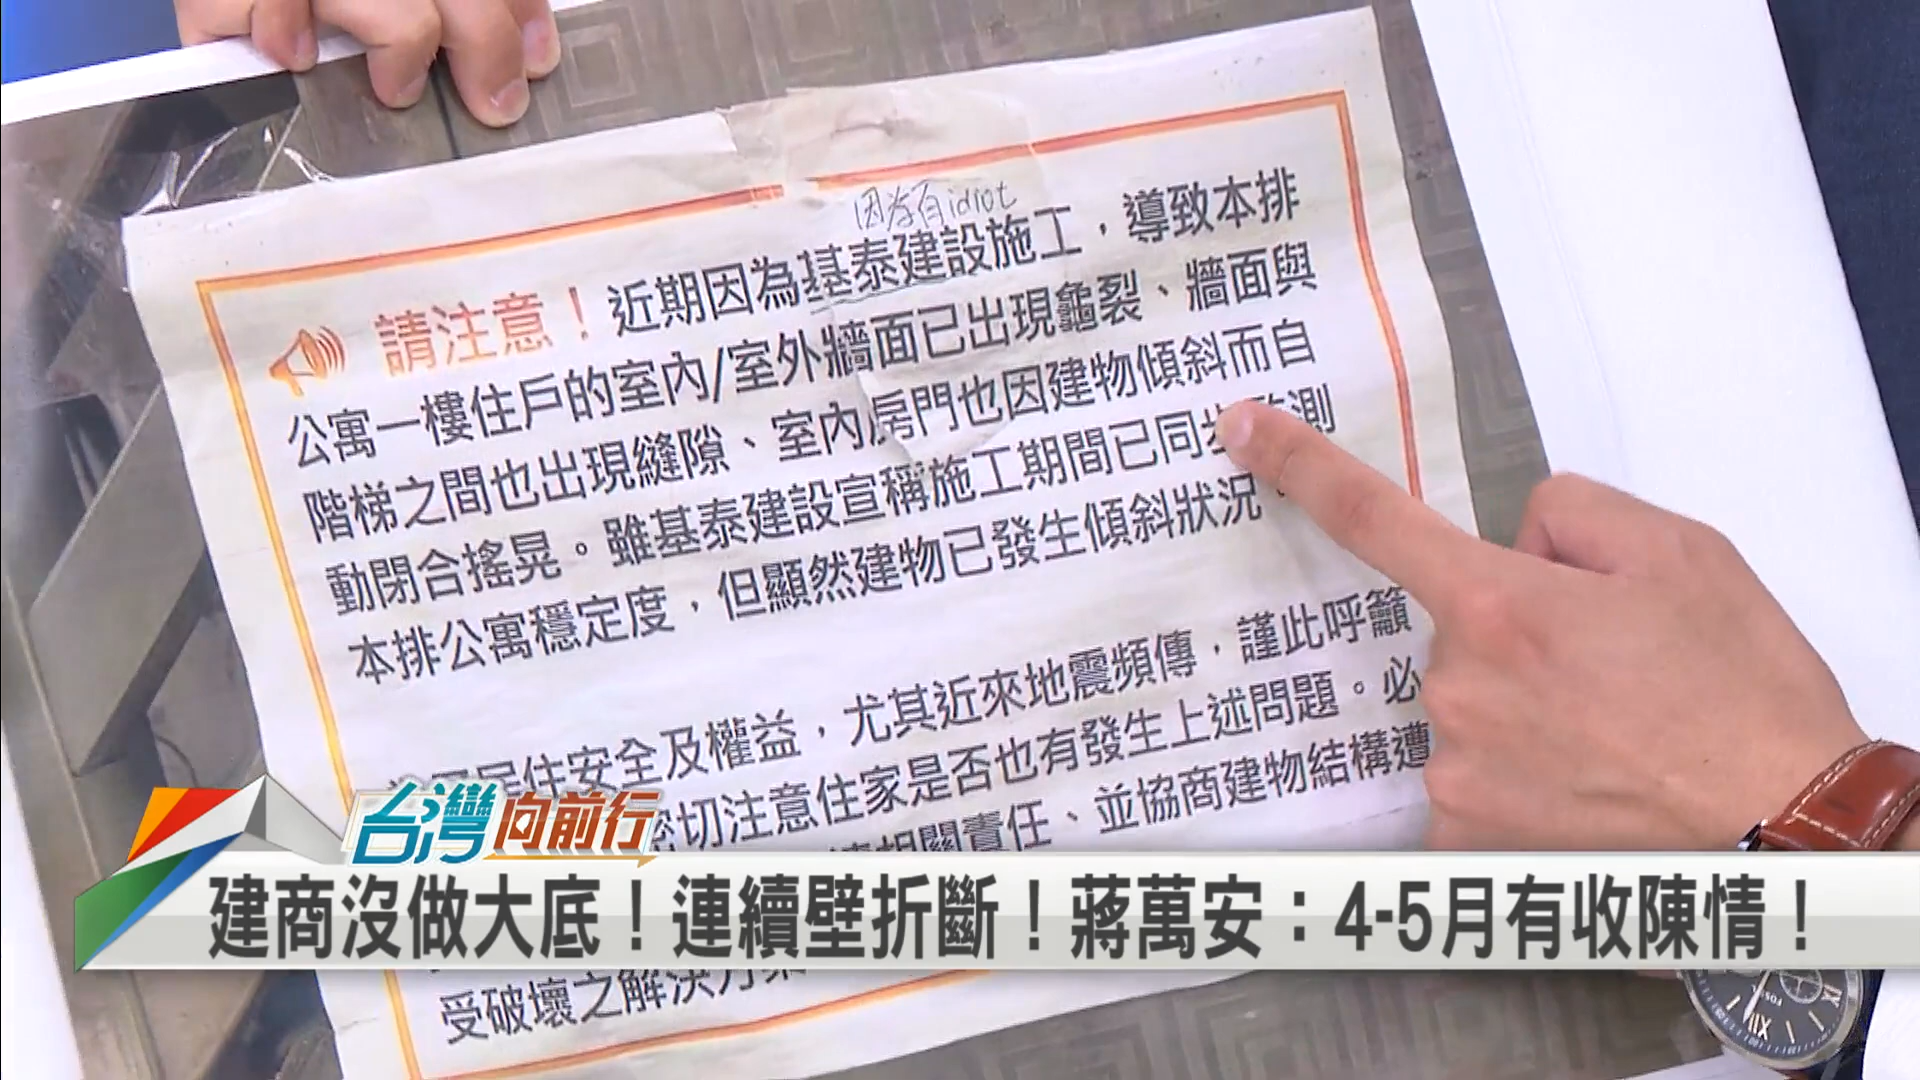 因為有idiot
請注意！近期因為基泰建設施工，導致本排
公寓一樓住戶的室內/室外牆面已出現龜裂、牆面與
階梯之間也出現縫隙、室內房門也因建物傾斜而自
動閉合搖晃。雖基泰建設宣稱施工期間已同步監測
本排公寓穩定度，但顯然建物已發生傾斜狀況。
居住安全及權益，尤其近來地震頻傳，謹此呼籲
密切注意住家是否也有發生上述問題。必
相關責任、並協商建物結構遭
台灣向前行
建商沒做大底！連續壁折斷！蔣萬安：4-5月有收陳情！
受破壞之解決方案
FOSSIL